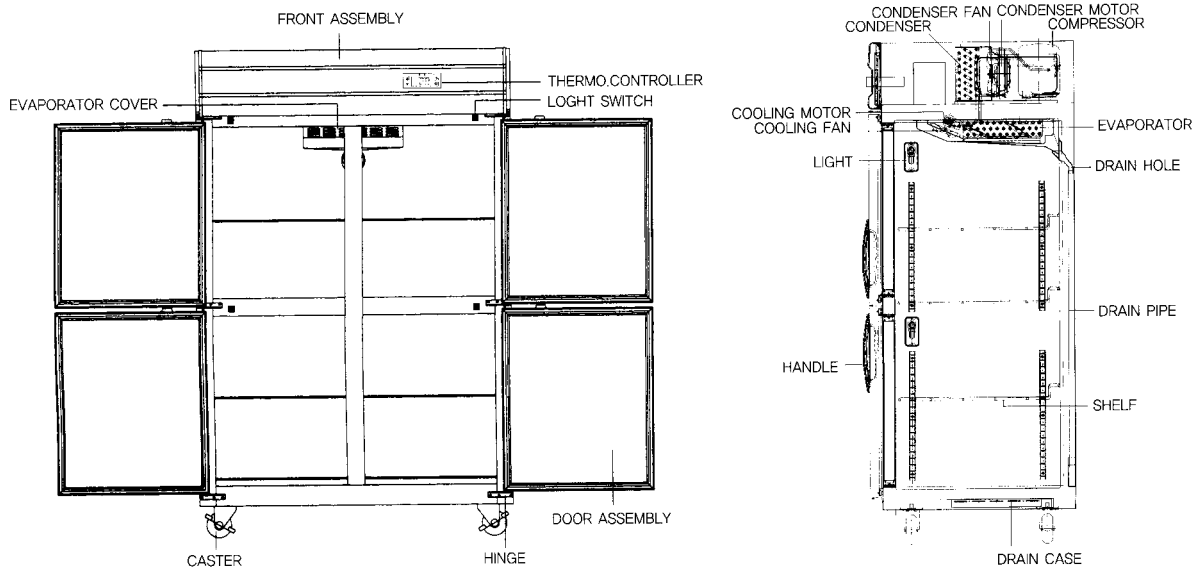 FRONT ASSEMBLY
THERMO.CONTROLLER
LOGHT SWITCH
EVAPORATOR COVER
DOOR ASSEMBLY
CASTER
HINGE
CONDENSER FAN
CONDENSER MOTOR
CONDENSER
COMPRESSOR
COOLING MOTOR
COOLING FAN
EVAPORATOR
LIGHT
DRAIN HOLE
DRAIN PIPE
HANDLE
SHELF
DRAIN CASE